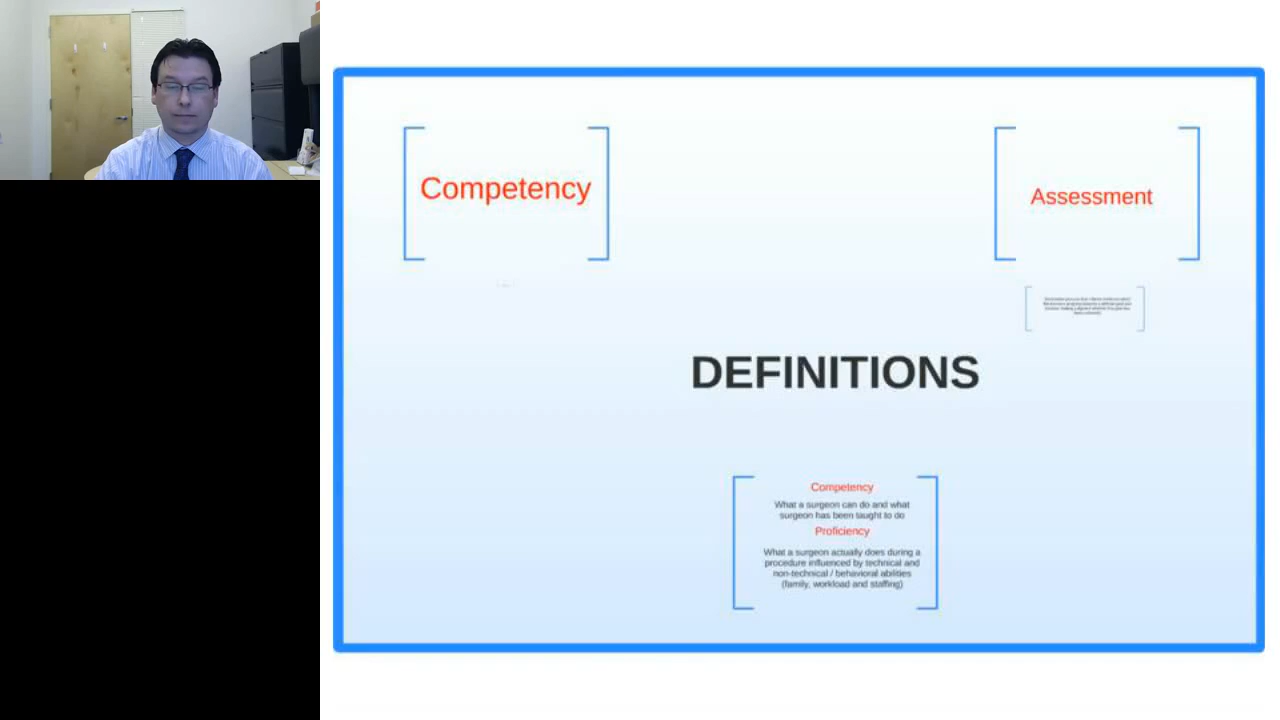 Competency
Assessment
DEFINITIONS
Competency
What a surgeon can do and what
surgeon has been taught to do
Proficiency
What a surgeon actually does during a
procedure influenced by technical and
non-technical / behavioral abilities
(family, workload and staffing)